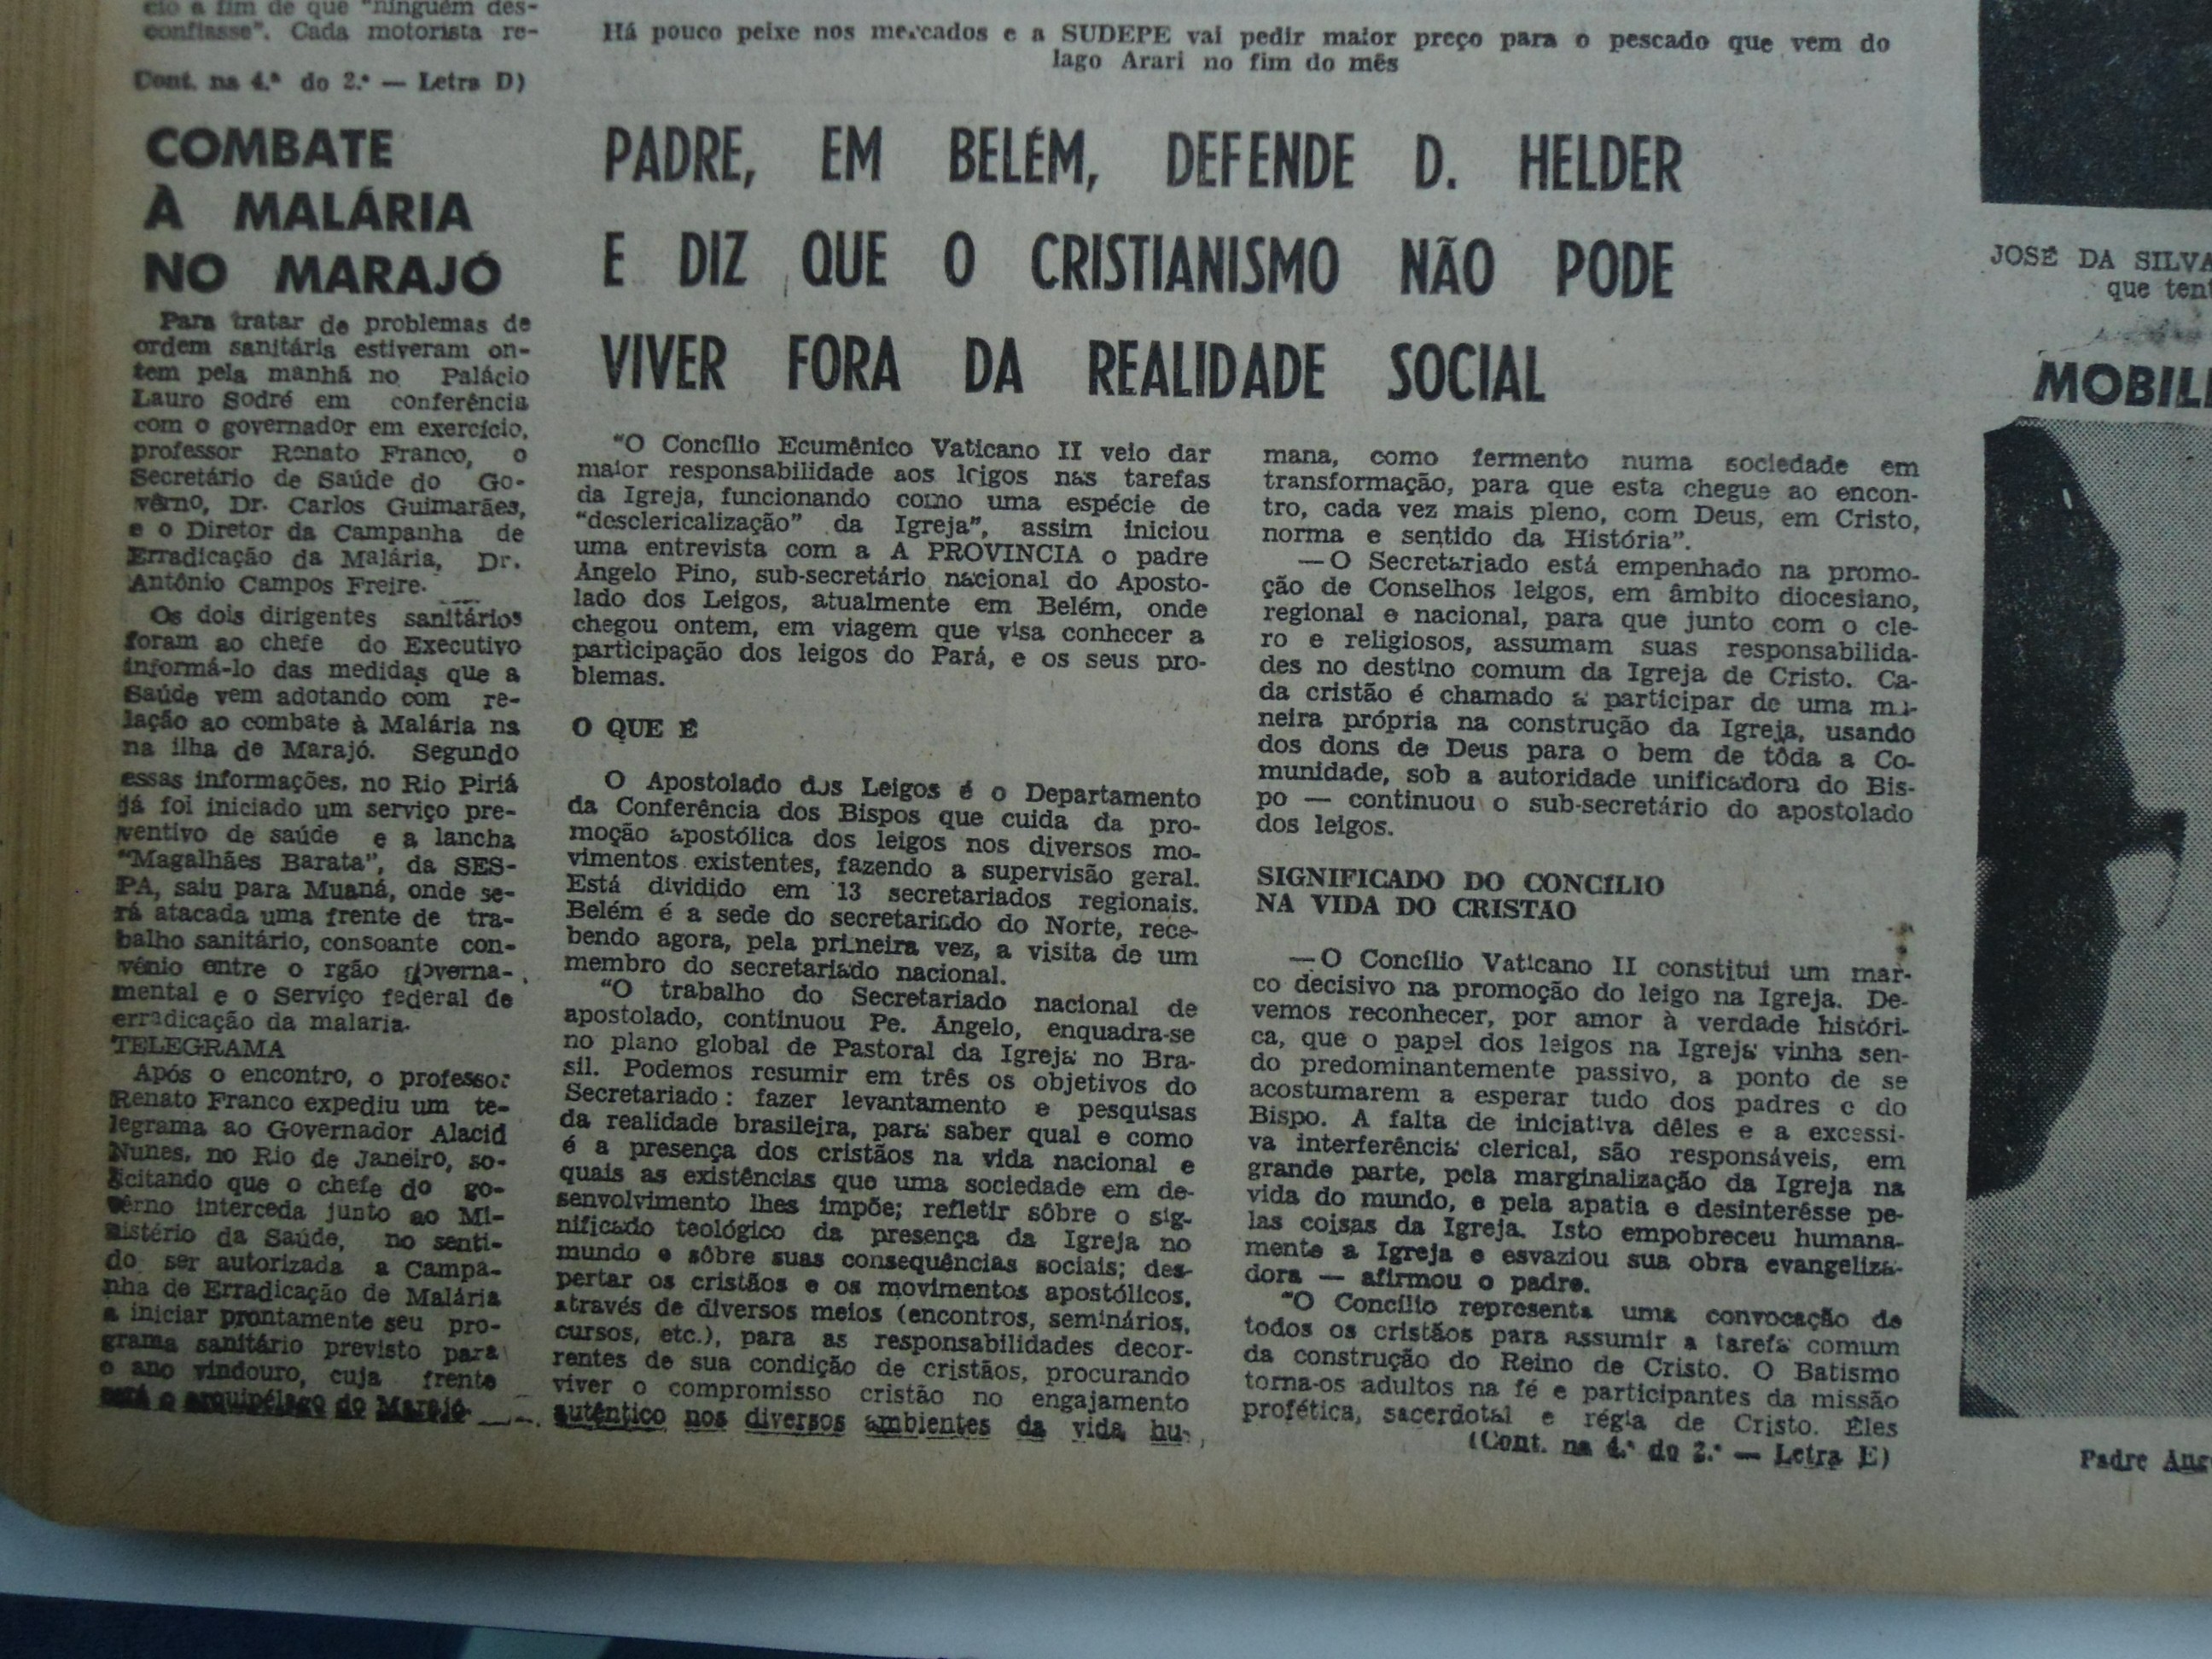 cio a fim de que "ninguém des-
confiasse". Cada motorista re-
Cont. na 4.ª do 2.º — Letra D)
COMBATE
À MALÁRIA
NO MARAJÓ
Para tratar de problemas de
ordem sanitária estiveram on-
tem pela manhã no Palácio
Lauro Sodré em conferência
com o governador em exercício,
professor Renato Franco, o
Secretário de Saúde do Go-
vêrno, Dr. Carlos Guimarães,
e o Diretor da Campanha de
Erradicação da Malária, Dr.
Antônio Campos Freire.
Os dois dirigentes sanitários
foram ao chefe do Executivo
informá-lo das medidas que a
Saúde vem adotando com re-
lação ao combate à Malária na
na ilha de Marajó. Segundo
essas informações, no Rio Piriá
já foi iniciado um serviço pre-
ventivo de saúde e a lancha
"Magalhães Barata", da SES-
PA, saiu para Muaná, onde se-
rá atacada uma frente de tra-
balho sanitário, consoante con-
vênio entre o rgão governa-
mental e o Serviço federal de
erradicação da malaria.
TELEGRAMA
Após o encontro, o professor
Renato Franco expediu um te-
legrama ao Governador Alacid
Nunes, no Rio de Janeiro, so-
licitando que o chefe do go-
vêrno interceda junto ao Mi-
nistério da Saúde, no senti-
do ser autorizada a Campa-
nha de Erradicação de Malária
a iniciar prontamente seu pro-
grama sanitário previsto para
o ano vindouro, cuja frente
será o arquipélago do Marajó
Há pouco peixe nos mercados e a SUDEPE vai pedir maior preço para o pescado que vem do
lago Arari no fim do mês
PADRE, EM BELÉM, DEFENDE D. HELDER
E DIZ QUE O CRISTIANISMO NÃO PODE
VIVER FORA DA REALIDADE SOCIAL
"O Concílio Ecumênico Vaticano II veio dar
maior responsabilidade aos leigos nas tarefas
da Igreja, funcionando como uma espécie de
"desclericalização" da Igreja", assim iniciou
uma entrevista com a A PROVINCIA o padre
Angelo Pino, sub-secretário nacional do Aposto-
lado dos Leigos, atualmente em Belém, onde
chegou ontem, em viagem que visa conhecer a
participação dos leigos do Pará, e os seus pro-
blemas.
O QUE É
O Apostolado dos Leigos é o Departamento
da Conferência dos Bispos que cuida da pro-
moção apostólica dos leigos nos diversos mo-
vimentos existentes, fazendo a supervisão geral.
Está dividido em 13 secretariados regionais.
Belém é a sede do secretariado do Norte, rece-
bendo agora, pela primeira vez, a visita de um
membro do secretariado nacional.
"O trabalho do Secretariado nacional de
apostolado, continuou Pe. Angelo, enquadra-se
no plano global de Pastoral da Igreja no Bra-
sil. Podemos resumir em três os objetivos do
Secretariado: fazer levantamento e pesquisas
da realidade brasileira, para saber qual e como
é a presença dos cristãos na vida nacional e
quais as existências que uma sociedade em de-
senvolvimento lhes impõe; refletir sôbre o sig-
nificado teológico da presença da Igreja no
mundo e sôbre suas consequências sociais; des-
pertar os cristãos e os movimentos apostólicos,
através de diversos meios (encontros, seminários,
cursos, etc.), para as responsabilidades decor-
rentes de sua condição de cristãos, procurando
viver o compromisso cristão no engajamento
autêntico nos diversos ambientes da vida hu-
mana, como fermento numa sociedade em
transformação, para que esta chegue ao encon-
tro, cada vez mais pleno, com Deus, em Cristo,
norma e sentido da História".
—O Secretariado está empenhado na promo-
ção de Conselhos leigos, em âmbito diocesiano,
regional e nacional, para que junto com o cle-
ro e religiosos, assumam suas responsabilida-
des no destino comum da Igreja de Cristo. Ca-
da cristão é chamado a participar de uma ma-
neira própria na construção da Igreja, usando
dos dons de Deus para o bem de tôda a Co-
munidade, sob a autoridade unificadora do Bis-
po — continuou o sub-secretário do apostolado
dos leigos.
SIGNIFICADO DO CONCÍLIO
NA VIDA DO CRISTAO
—O Concílio Vaticano II constitui um mar-
co decisivo na promoção do leigo na Igreja. De-
vemos reconhecer, por amor à verdade históri-
ca, que o papel dos leigos na Igreja vinha sen-
do predominantemente passivo, a ponto de se
acostumarem a esperar tudo dos padres e do
Bispo. A falta de iniciativa dêles e a excessi-
va interferência clerical, são responsáveis, em
grande parte, pela marginalização da Igreja na
vida do mundo, e pela apatia e desinterêsse pe-
las coisas da Igreja. Isto empobreceu humana-
mente a Igreja e esvaziou sua obra evangeliza-
dora — afirmou o padre.
"O Concílio representa uma convocação de
todos os cristãos para assumir a tarefa comum
da construção do Reino de Cristo. O Batismo
torna-os adultos na fé e participantes da missão
profética, sacerdotal e régia de Cristo. Êles
(Cont. na 4.ª do 2.º — Letra E)
JOSÉ DA SILVA
que tent
MOBILI
Padre Ang